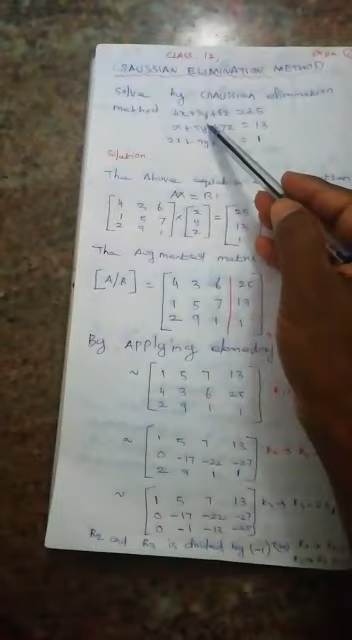 CLASS 12
GAUSSIAN ELIMINATION METHOD
Solve by GAUSSIAN elimination
method 4x+3y+6z = 25
x+5y+7z = 13
2x+9y = 1
Solution
The Above equation
AX = B
[4 3 6] [x] [25]
[1 5 7] × [y] = [13]
[2 9 1] [z] [1]
The Augmented matrix
[A/B] = [4 3 6 | 25]
[1 5 7 | 13]
[2 9 1 | 1]
By Applying elementary
~ [1 5 7 13]
[4 3 6 25]
[2 9 1 1]
~ [1 5 7 13]
[0 -17 -22 -27]
[2 9 1 1]
~ [1 5 7 13] R3 → R3 - 2R1
[0 -17 -22 -27]
[0 -1 -13 -25]
R2 and R3 is divided by (-1)